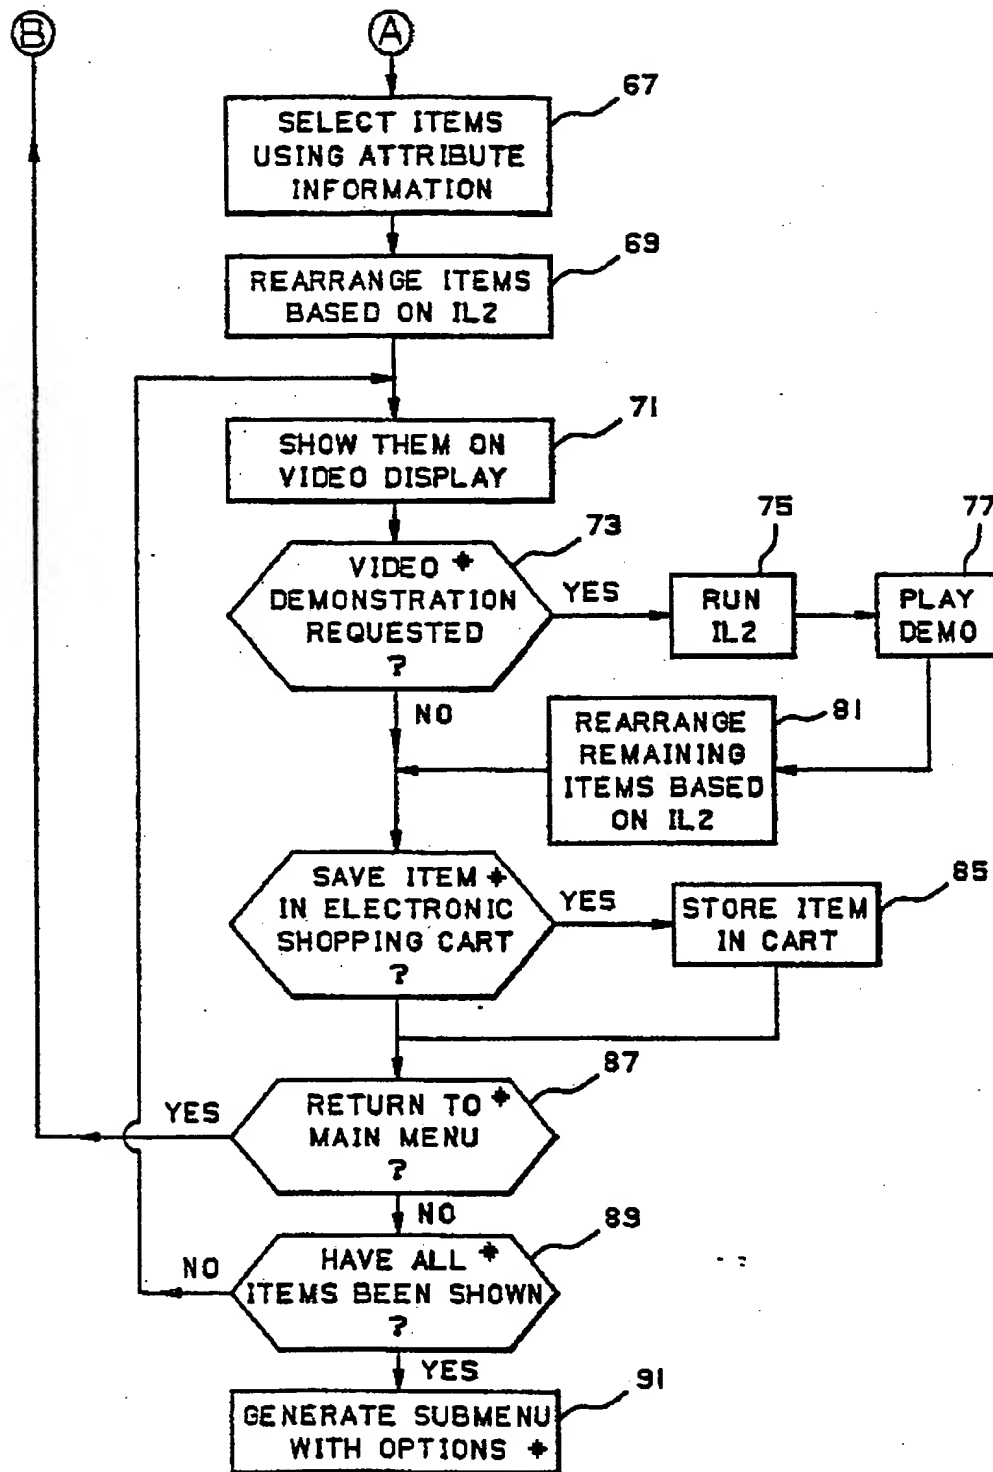 B
A
67
SELECT ITEMS
USING ATTRIBUTE
INFORMATION
69
REARRANGE ITEMS
BASED ON IL2
71
SHOW THEM ON
VIDEO DISPLAY
73
VIDEO *
DEMONSTRATION
REQUESTED
?
YES
75
RUN
IL2
77
PLAY
DEMO
NO
81
REARRANGE
REMAINING
ITEMS BASED
ON IL2
SAVE ITEM *
IN ELECTRONIC
SHOPPING CART
?
YES
85
STORE ITEM
IN CART
87
RETURN TO *
MAIN MENU
?
YES
NO
89
HAVE ALL *
ITEMS BEEN SHOWN
?
NO
YES
91
GENERATE SUBMENU
WITH OPTIONS *